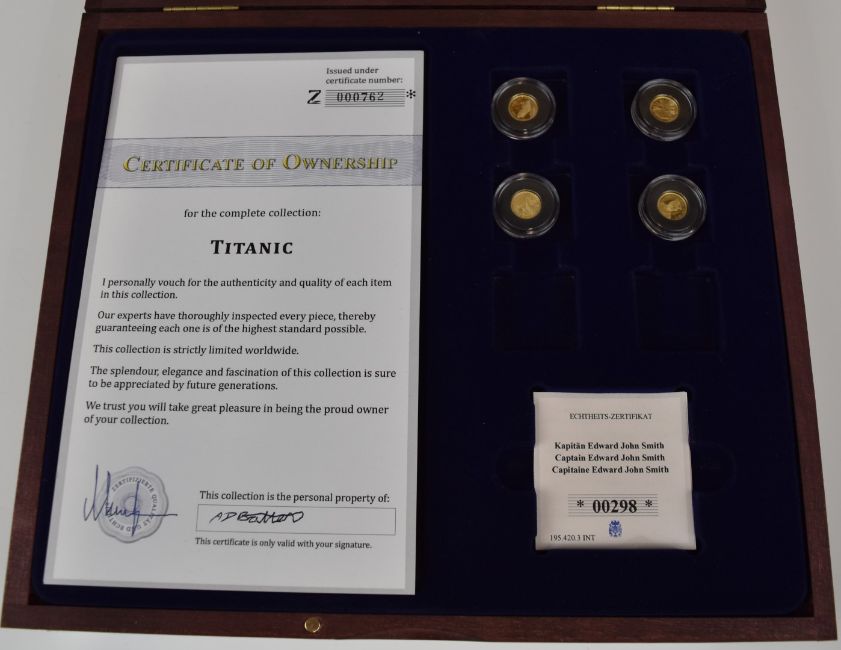 Issued under
certificate number:
Z 000762 *
CERTIFICATE OF OWNERSHIP
for the complete collection:
TITANIC
I personally vouch for the authenticity and quality of each item
in this collection.
Our experts have thoroughly inspected every piece, thereby
guaranteeing each one is of the highest standard possible.
This collection is strictly limited worldwide.
The splendour, elegance and fascination of this collection is sure
to be appreciated by future generations.
We trust you will take great pleasure in being the proud owner
of your collection.
ZERTIFIZIERTE QUALITÄT UND ECHTHEIT
This collection is the personal property of:
This certificate is only valid with your signature.
ECHTHEITS-ZERTIFIKAT
Kapitän Edward John Smith
Captain Edward John Smith
Capitaine Edward John Smith
* 00298 *
195.420.3 INT